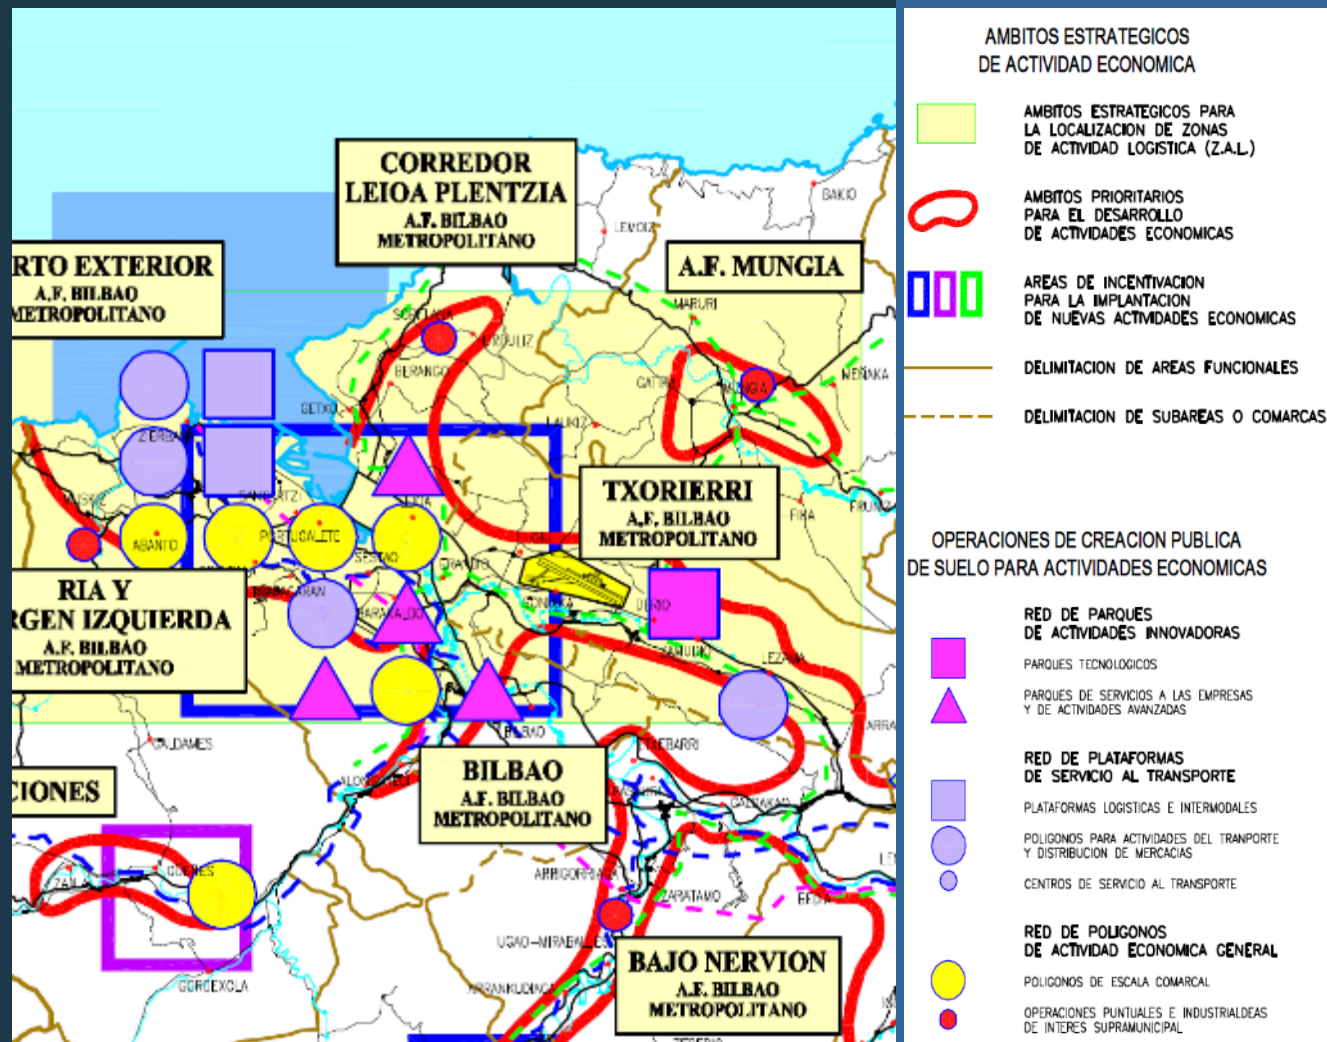 CORREDOR
LEIOA PLENTZIA
A.F. BILBAO
METROPOLITANO
BAKIO
LEMOIZ
RTO EXTERIOR
A.F. BILBAO
METROPOLITANO
A.F. MUNGIA
MARURI
URDULIZ
BERANGO
GETXO
GATIKA
MUNGIA
MEÑAKA
LAUKIZ
TXORIERRI
A.F. BILBAO
METROPOLITANO
FIKA
FRUNIZ
ABANTO
PORTUGALETE
SESTAO
RIA Y
RGEN IZQUIERDA
A.F. BILBAO
METROPOLITANO
BARAKALDO
SONDIKA
DERIO
ZAMUDIO
LEZAMA
LARRA
BILBAO
ETXEBARRI
GALDAMES
GALDAKAO
BILBAO
A.F. BILBAO
METROPOLITANO
CIONES
GÜEÑES
ZALLA
ARRIGORRIAGA
ZARATAMO
BEDIA
UGAO-MIRABALLES
ARRANKUDIAGA
GORDEXOLA
BAJO NERVION
A.F. BILBAO
METROPOLITANO
AMBITOS ESTRATEGICOS
DE ACTIVIDAD ECONOMICA
AMBITOS ESTRATEGICOS PARA
LA LOCALIZACION DE ZONAS
DE ACTIVIDAD LOGISTICA (Z.A.L.)
AMBITOS PRIORITARIOS
PARA EL DESARROLLO
DE ACTIVIDADES ECONOMICAS
AREAS DE INCENTIVACION
PARA LA IMPLANTACION
DE NUEVAS ACTIVIDADES ECONOMICAS
DELIMITACION DE AREAS FUNCIONALES
DELIMITACION DE SUBAREAS O COMARCAS
OPERACIONES DE CREACION PUBLICA
DE SUELO PARA ACTIVIDADES ECONOMICAS
RED DE PARQUES
DE ACTIVIDADES INNOVADORAS
PARQUES TECNOLOGICOS
PARQUES DE SERVICIOS A LAS EMPRESAS
Y DE ACTIVIDADES AVANZADAS
RED DE PLATAFORMAS
DE SERVICIO AL TRANSPORTE
PLATAFORMAS LOGISTICAS E INTERMODALES
POLIGONOS PARA ACTIVIDADES DEL TRANPORTE
Y DISTRIBUCION DE MERCACIAS
CENTROS DE SERVICIO AL TRANSPORTE
RED DE POLIGONOS
DE ACTIVIDAD ECONOMICA GENERAL
POLIGONOS DE ESCALA COMARCAL
OPERACIONES PUNTUALES E INDUSTRIALDEAS
DE INTERES SUPRAMUNICIPAL